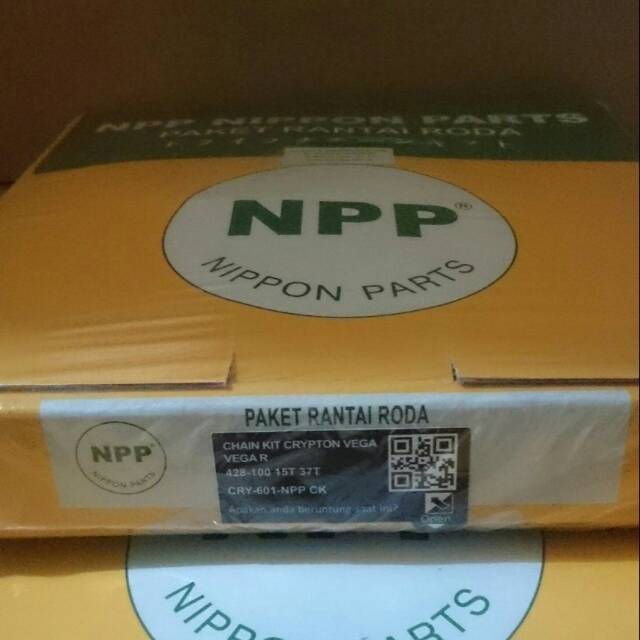 NPP NIPPON PARTS
PAKET RANTAI RODA
NPP®
NIPPON PARTS
PAKET RANTAI RODA
NPP
NIPPON PARTS
CHAIN KIT CRYPTON VEGA
VEGA R
428-100 15T 37T
CRY-601-NPP CK
Apakah anda beruntung saat ini?
NIPPON PARTS